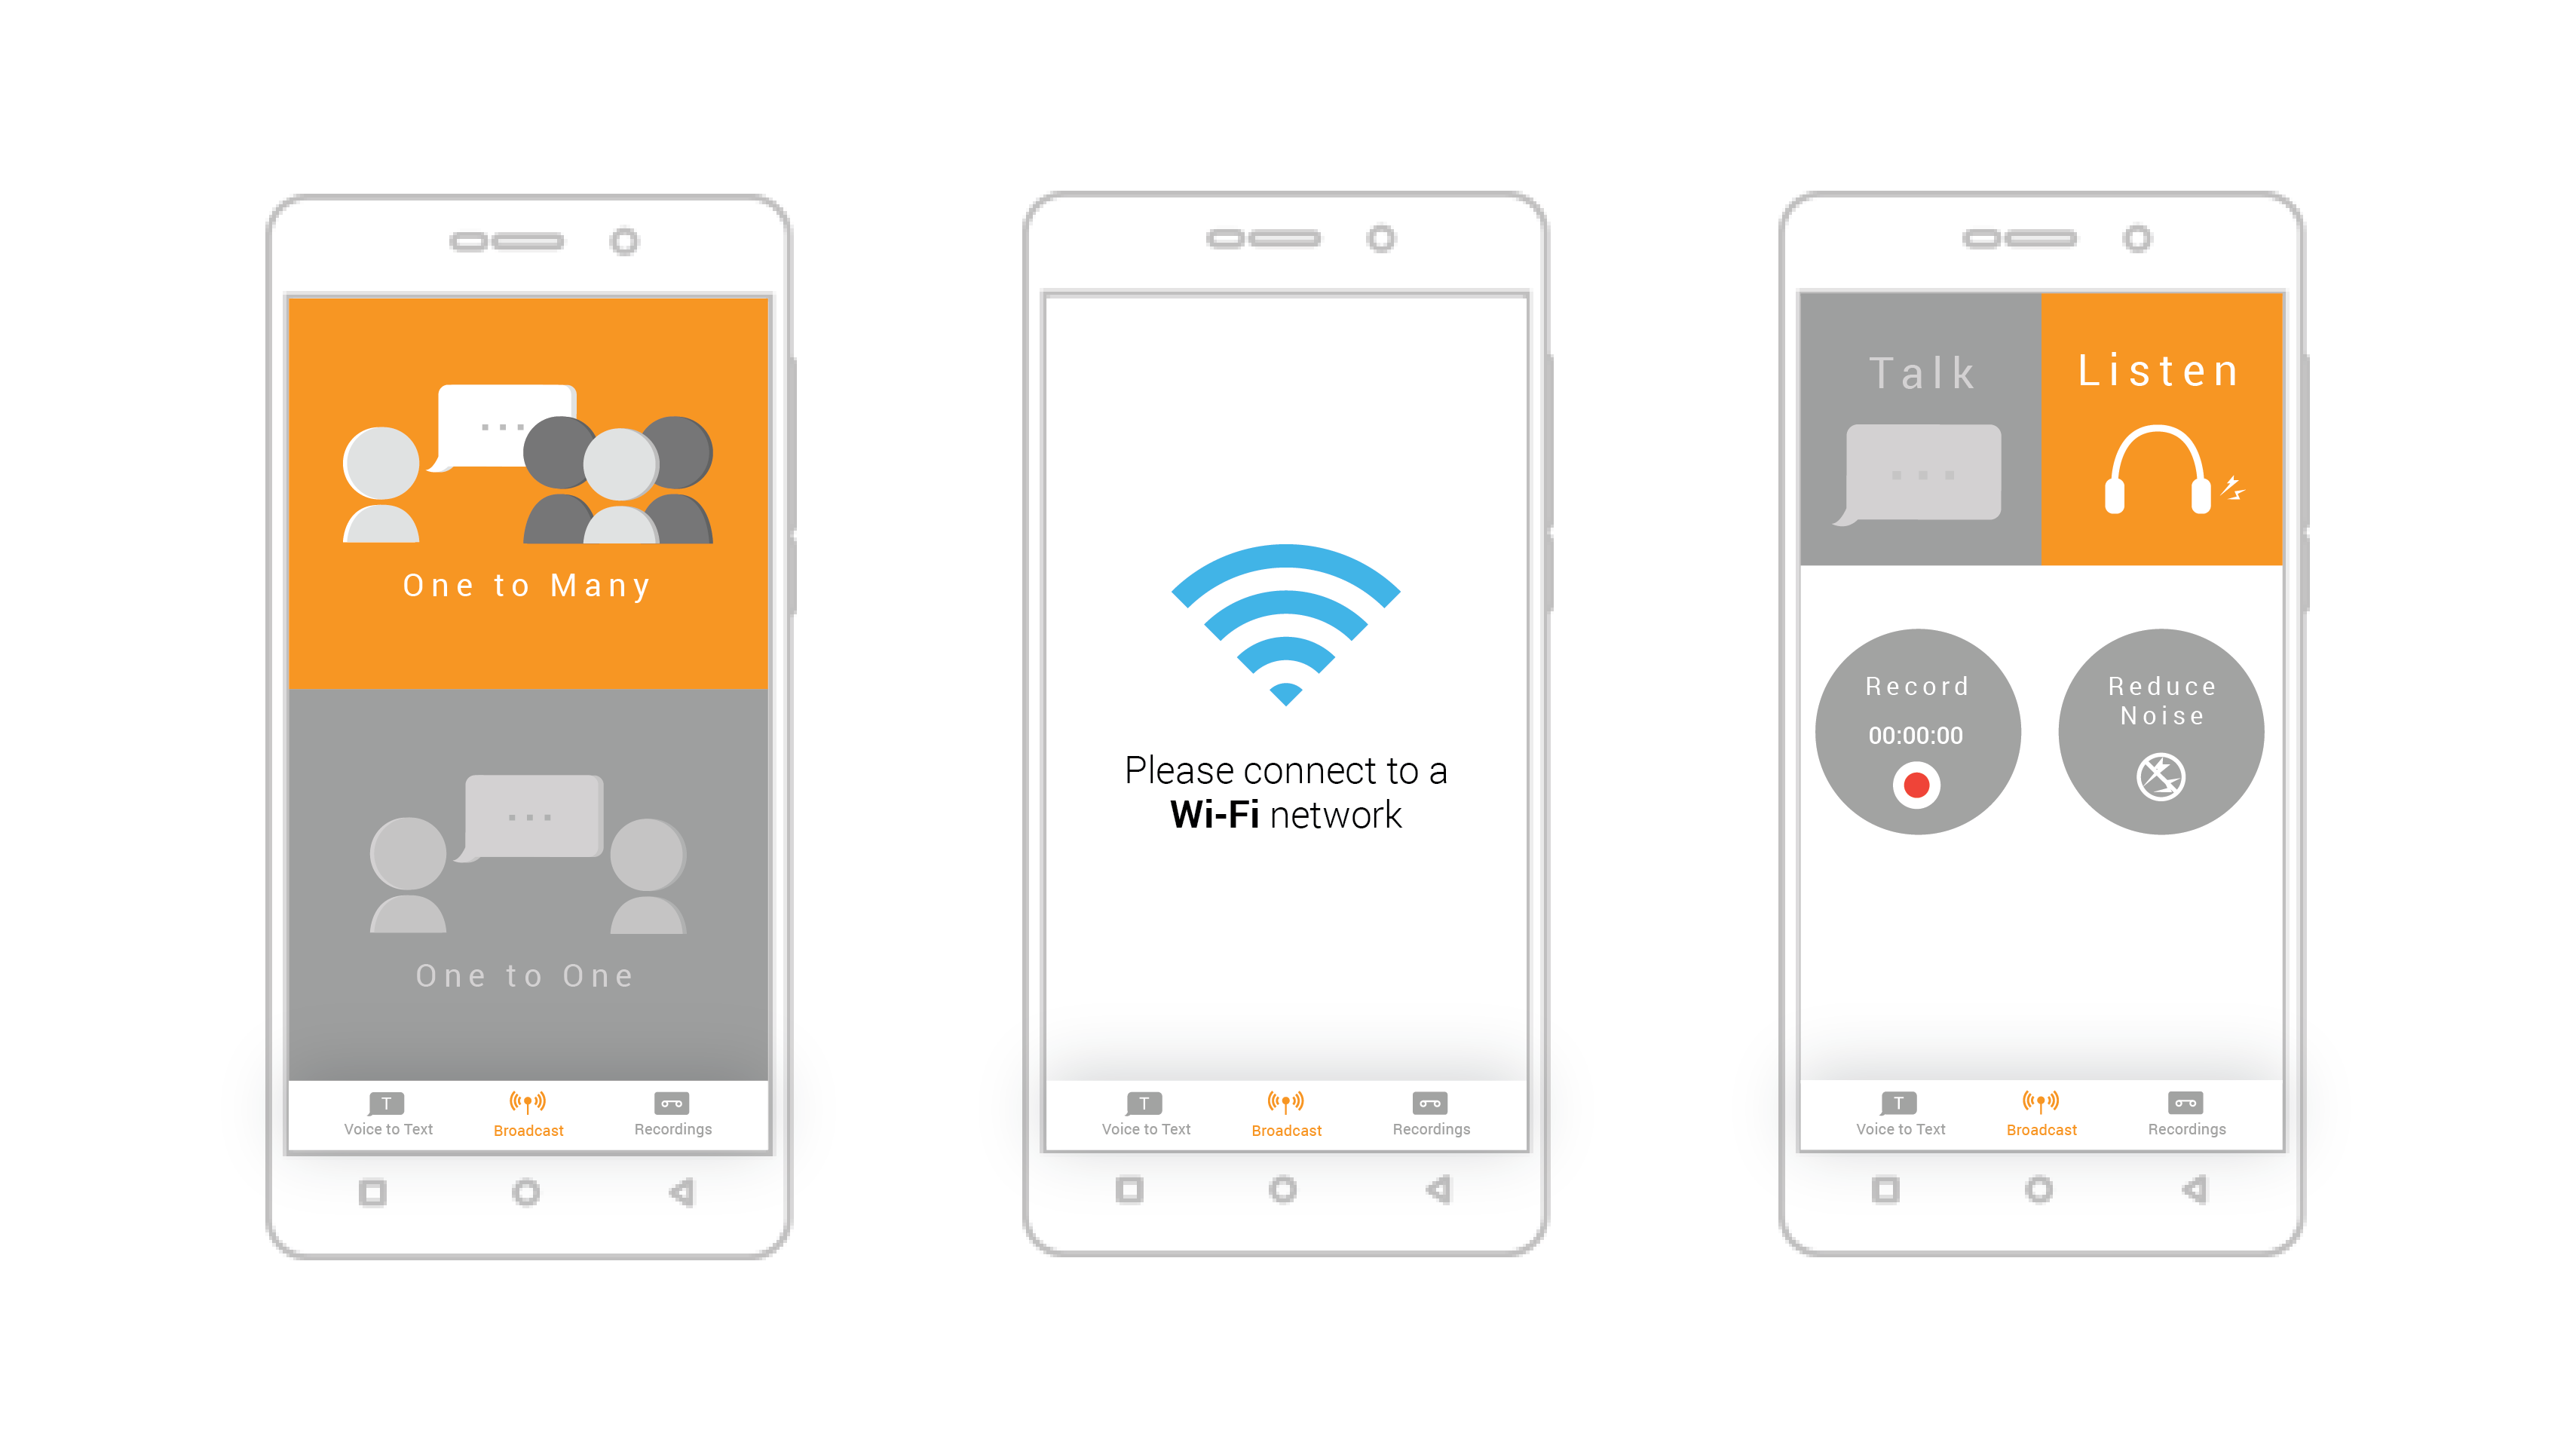 One to Many
One to One
Voice to Text
Broadcast
Recordings
Please connect to a
Wi-Fi network
Voice to Text
Broadcast
Recordings
Talk
Listen
Record
00:00:00
Reduce
Noise
Voice to Text
Broadcast
Recordings